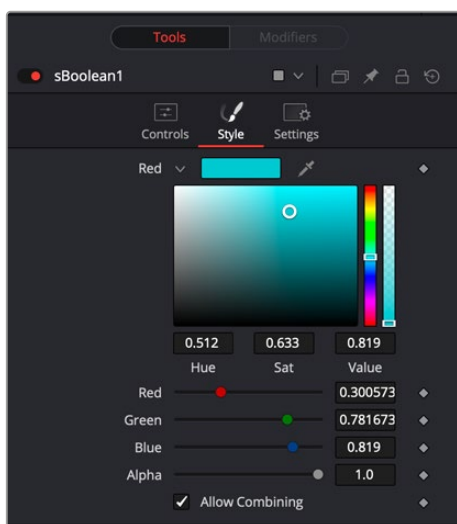 Tools Modifiers
sBoolean1
Controls Style Settings
Red
0.512 0.633 0.819
Hue Sat Value
Red 0.300573
Green 0.781673
Blue 0.819
Alpha 1.0
Allow Combining